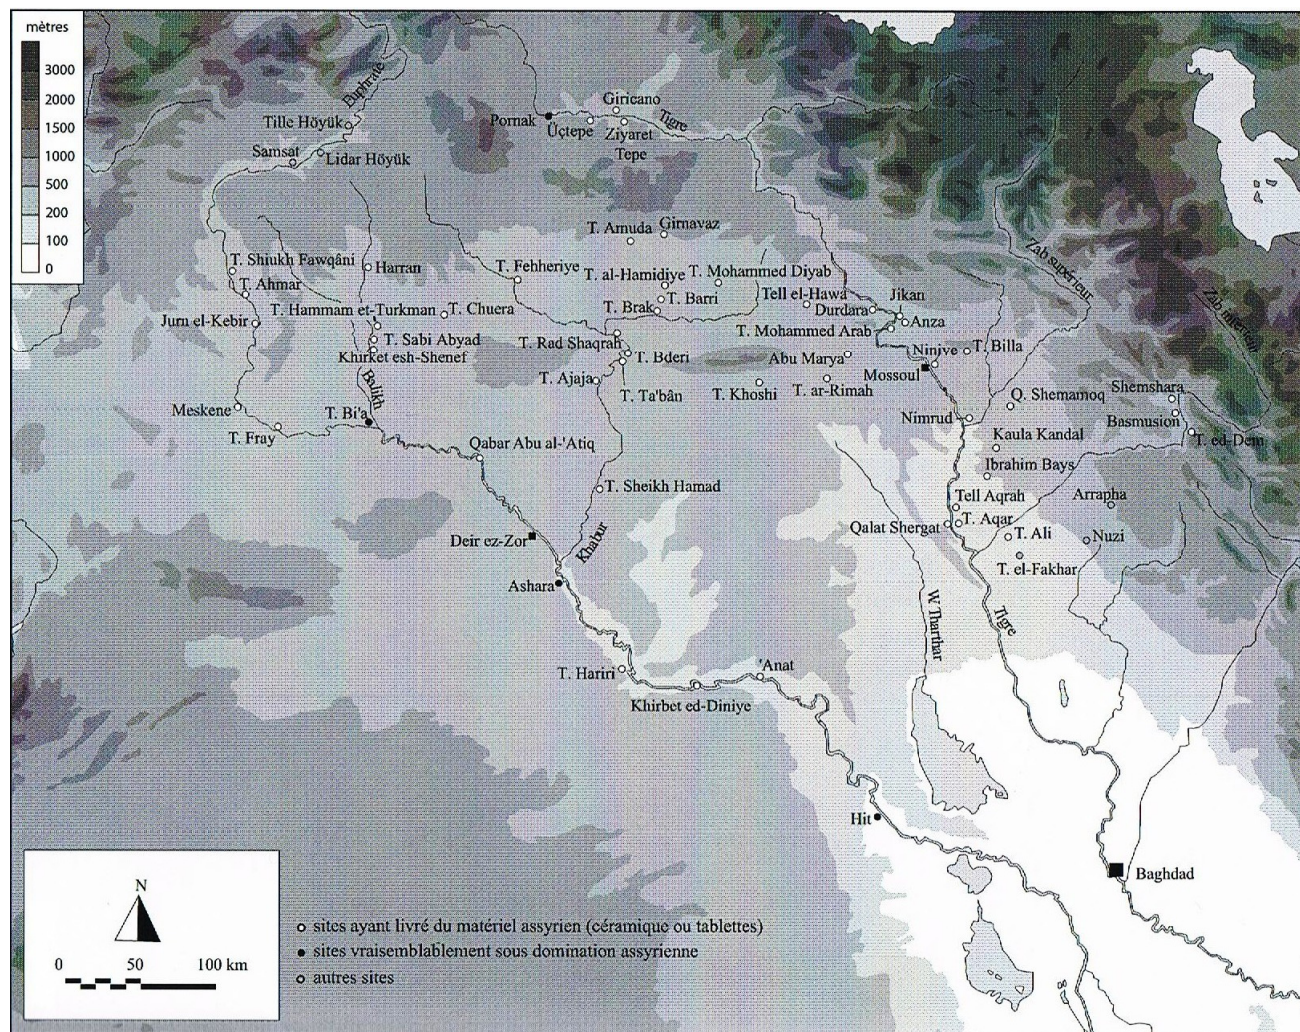 mètres
3000
2000
1500
1000
500
200
100
0
Euphrate
Tille Höyük
Samsat
Lidar Höyük
Pornak
Üçtepe
Giricano
Ziyaret
Tepe
Tigre
T. Amuda
Girnavaz
T. Shiukh Fawqâni
Harran
T. Fehheriye
T. al-Hamidiye
T. Mohammed Diyab
T. Ahmar
T. Hammam et-Turkman
T. Chuera
T. Brak
T. Barri
Tell el-Hawa
Durdara
Jikan
Anza
Zab supérieur
Zab inférieur
Jurn el-Kebir
T. Sabi Abyad
Khirket esh-Shenef
T. Rad Shaqrah
T. Bderi
T. Mohammed Arab
Abu Marya
Ninive
T. Billa
Mossoul
Balikh
T. Ajaja
T. Ta'bân
T. Khoshi
T. ar-Rimah
Meskene
T. Bi'a
T. Fray
Nimrud
Q. Shemamoq
Shemshara
Basmusion
T. ed-Dem
Qabar Abu al-'Atiq
Kaula Kandal
Ibrahim Bays
T. Sheikh Hamad
Tell Aqrah
Arrapha
Qalat Shergat
T. Aqar
T. Ali
Nuzi
T. el-Fakhar
Deir ez-Zor
Khabur
Ashara
W. Tharthar
Tigre
T. Hariri
'Anat
Khirbet ed-Diniye
Hit
Baghdad
N
0 50 100 km
sites ayant livré du matériel assyrien (céramique ou tablettes)
sites vraisemblablement sous domination assyrienne
autres sites